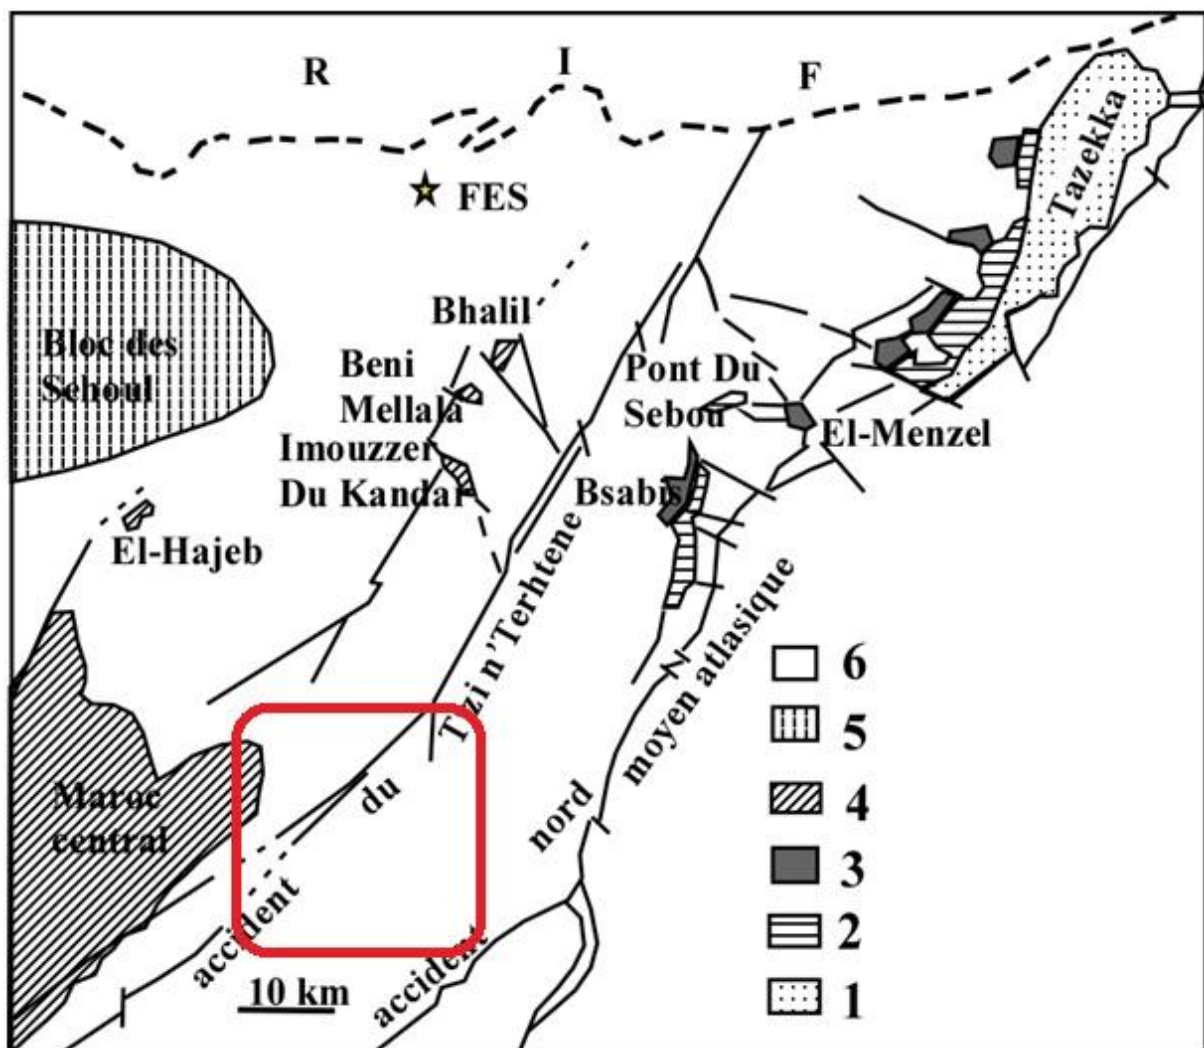 R I F
Tazekka
FES
Bhalil
Bloc des
Sehoul
Beni
Mellala
Pont Du
Sebou
El-Menzel
Imouzzer
Du Kandar
Bsabis
El-Hajeb
accident du Tizi n'Terhtene
accident nord moyen atlasique
Maroc
central
10 km
6
5
4
3
2
1